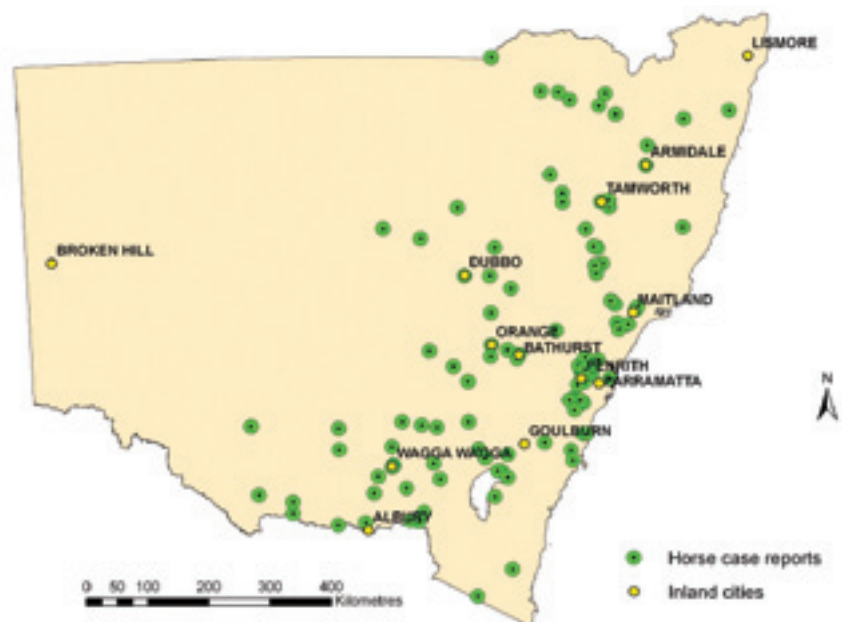 LISMORE
ARMIDALE
TAMWORTH
BROKEN HILL
DUBBO
MAITLAND
ORANGE
BATHURST
PENRITH
PARRAMATTA
GOULBURN
WAGGA WAGGA
ALBURY
N
Horse case reports
Inland cities
0 50 100 200 300 400
Kilometres